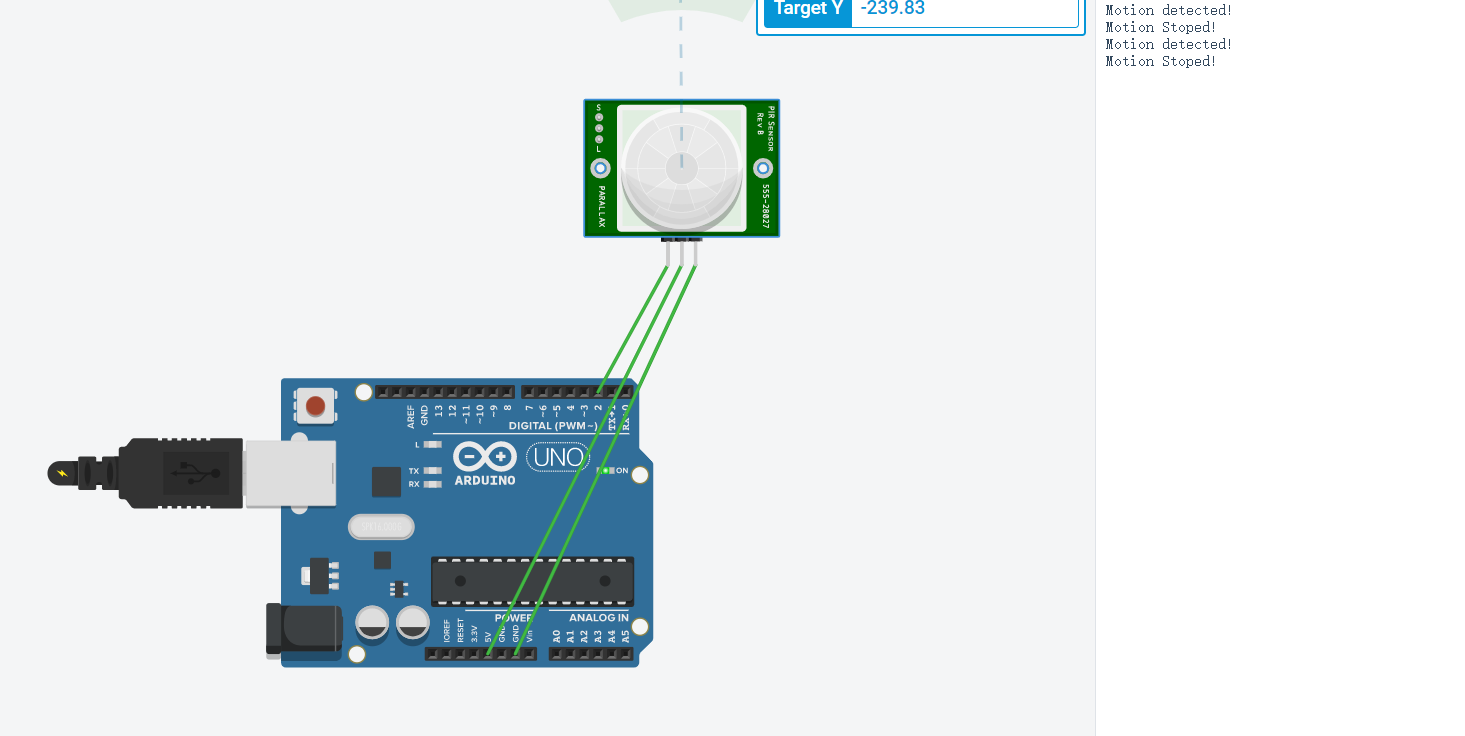 Target Y -239.83
Motion detected!
Motion Stoped!
Motion detected!
Motion Stoped!
S
L
PARALLAX
PIR SENSOR
REV B
555-28027
AREF
GND
13
12
~11
~10
~9
8
7
~6
~5
4
~3
2
TX→1
RX←0
DIGITAL (PWM~)
L
TX
RX
ARDUINO
UNO
ON
POWER
ANALOG IN
IOREF
RESET
3.3V
5V
GND
GND
Vin
A0
A1
A2
A3
A4
A5